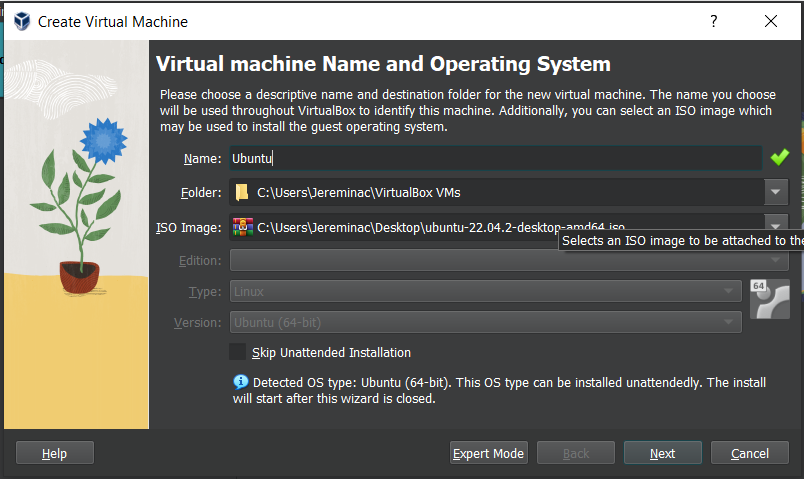 Create Virtual Machine
?
Virtual machine Name and Operating System
Please choose a descriptive name and destination folder for the new virtual machine. The name you choose
will be used throughout VirtualBox to identify this machine. Additionally, you can select an ISO image which
may be used to install the guest operating system.
Name: Ubuntu
Folder: C:\Users\Jereminac\VirtualBox VMs
ISO Image: C:\Users\Jereminac\Desktop\ubuntu-22.04.2-desktop-amd64.iso
Selects an ISO image to be attached to the
Edition:
Type: Linux
64
Version: Ubuntu (64-bit)
Skip Unattended Installation
Detected OS type: Ubuntu (64-bit). This OS type can be installed unattendedly. The install
will start after this wizard is closed.
Help Expert Mode Back Next Cancel